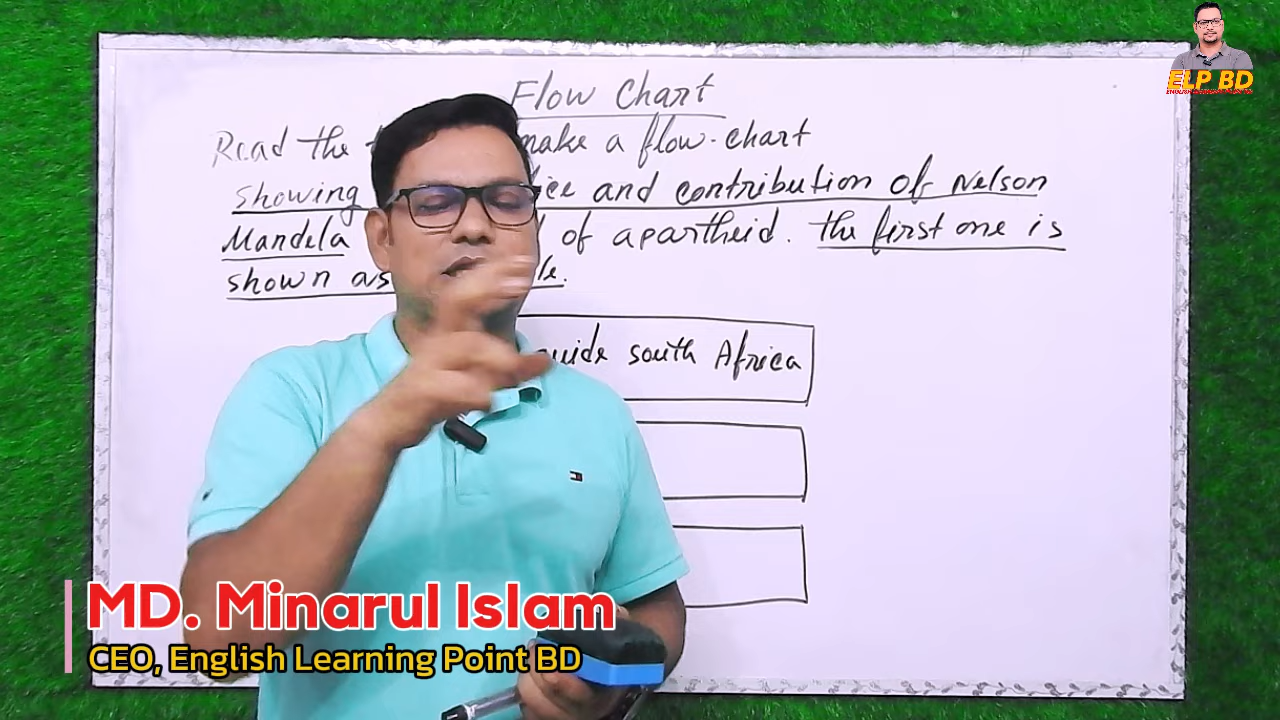 ELP BD
Flow Chart
Read the make a flow-chart
showing and contribution of Nelson
Mandela of apartheid. The first one is
shown as
south Africa
MD. Minarul Islam
CEO, English Learning Point BD